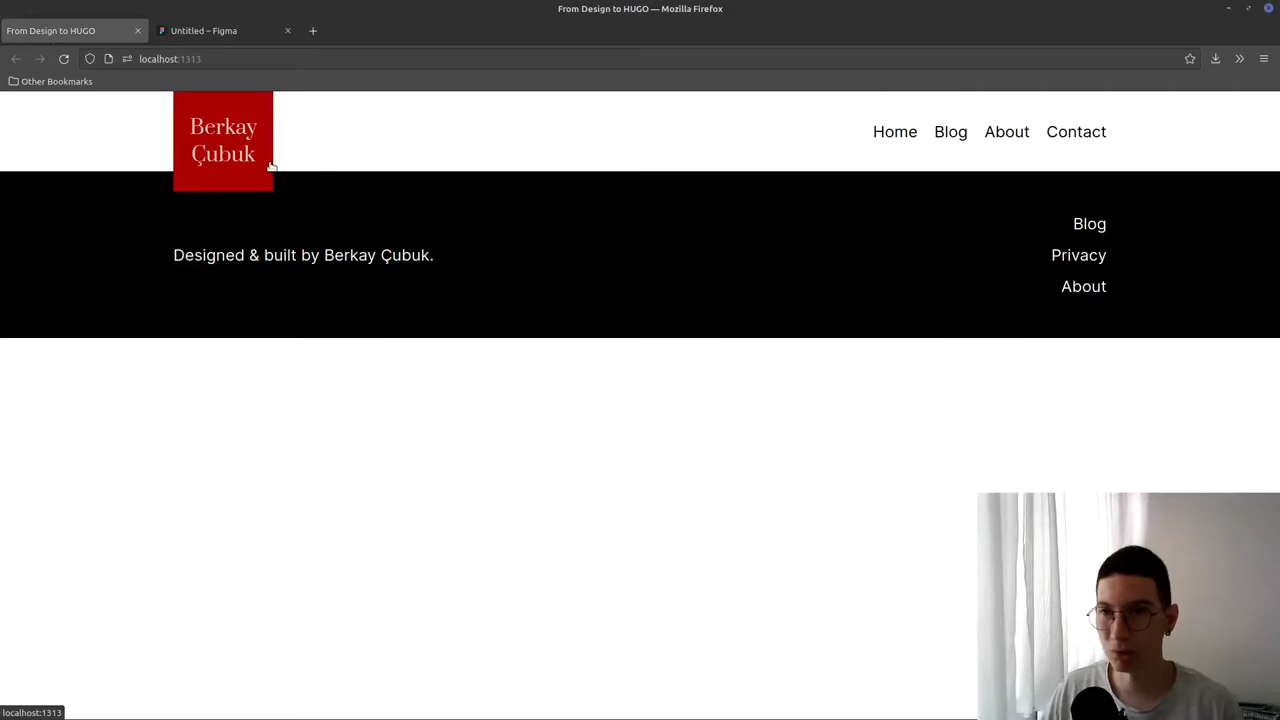 From Design to HUGO — Mozilla Firefox
From Design to HUGO
Untitled – Figma
localhost:1313
Other Bookmarks
Berkay
Çubuk
Home Blog About Contact
Blog
Designed & built by Berkay Çubuk.
Privacy
About
localhost:1313